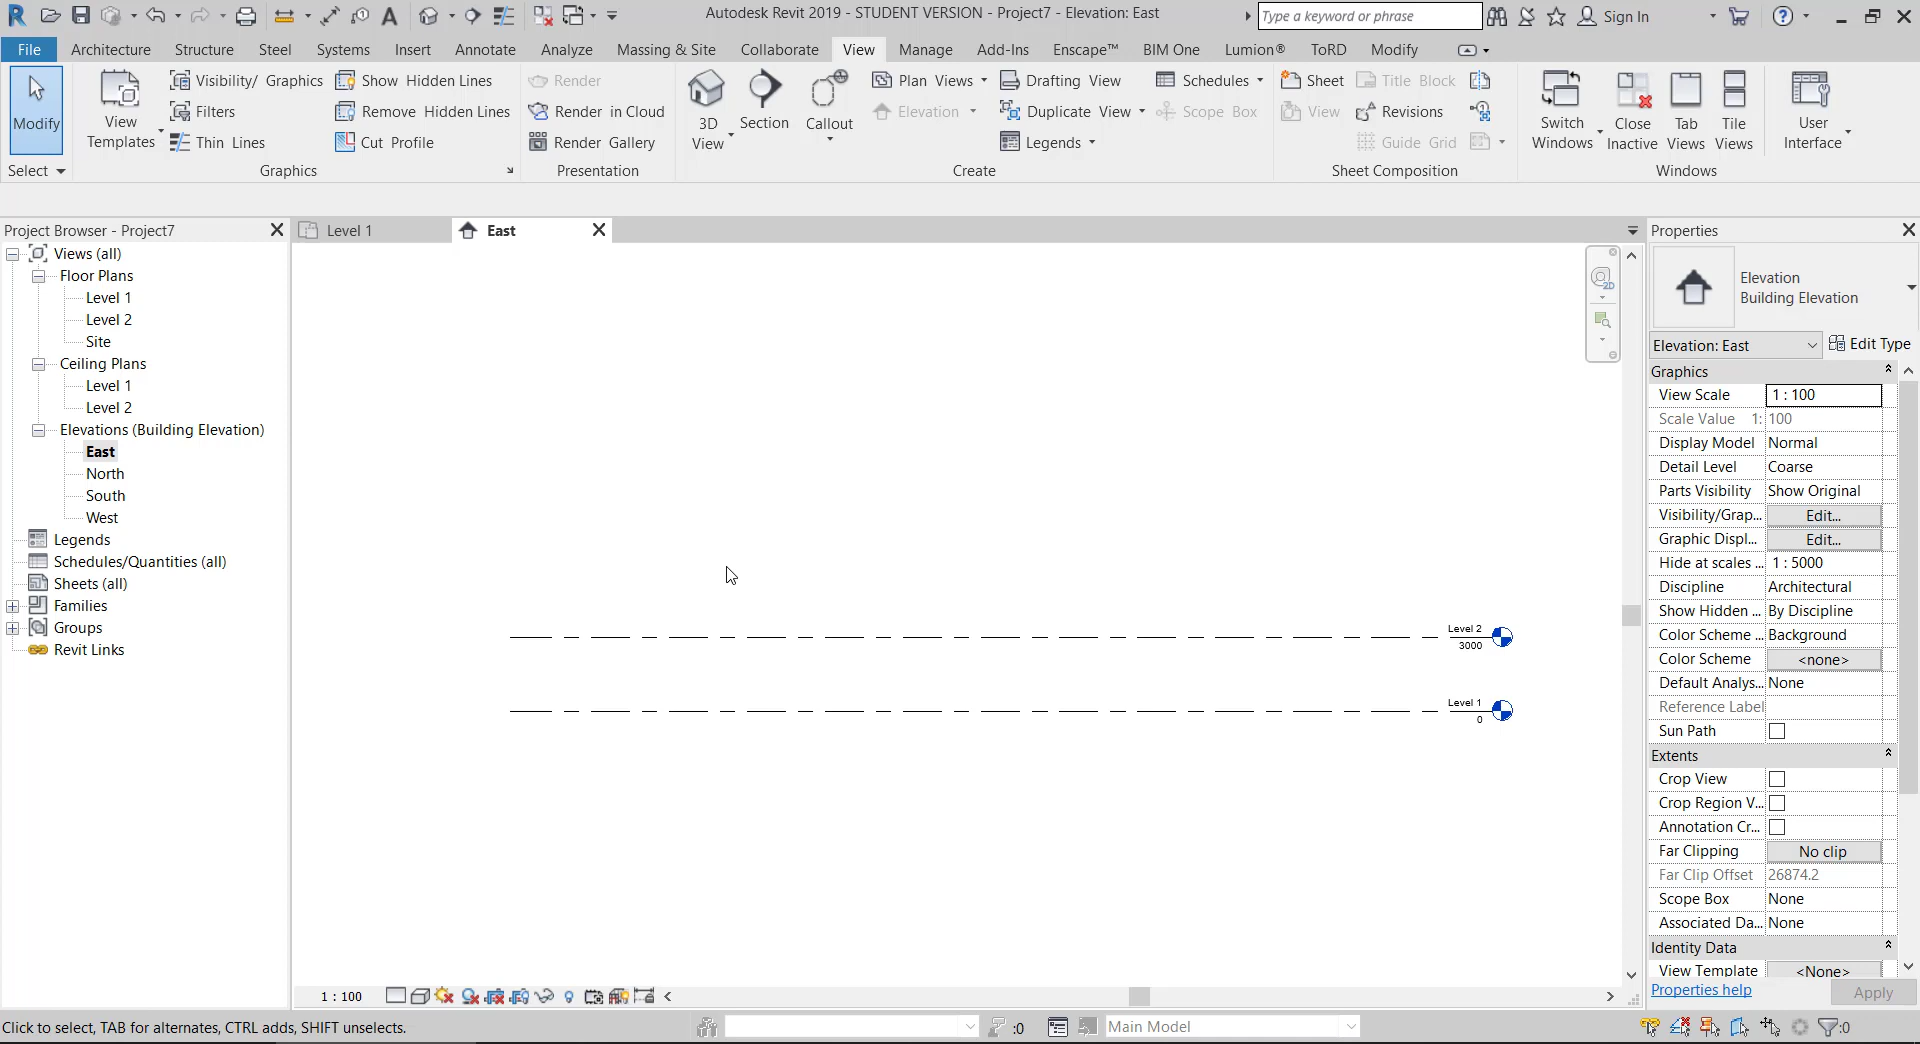 Autodesk Revit 2019 - STUDENT VERSION - Project7 - Elevation: East
Type a keyword or phrase
Sign In
File Architecture Structure Steel Systems Insert Annotate Analyze Massing & Site Collaborate View Manage Add-Ins Enscape™ BIM One Lumion® ToRD Modify
Modify
View Templates
Visibility/ Graphics
Filters
Thin Lines
Show Hidden Lines
Remove Hidden Lines
Cut Profile
Render
Render in Cloud
Render Gallery
3D View
Section
Callout
Plan Views
Elevation
Drafting View
Duplicate View
Legends
Schedules
Scope Box
Sheet
View
Title Block
Revisions
Guide Grid
Switch Windows
Close Inactive
Tab Views
Tile Views
User Interface
Select Graphics Presentation Create Sheet Composition Windows
Project Browser - Project7
Views (all)
Floor Plans
Level 1
Level 2
Site
Ceiling Plans
Level 1
Level 2
Elevations (Building Elevation)
East
North
South
West
Legends
Schedules/Quantities (all)
Sheets (all)
Families
Groups
Revit Links
Level 1
East
2D
Level 2
3000
Level 1
0
1 : 100
Properties
Elevation
Building Elevation
Elevation: East
Edit Type
Graphics
View Scale 1 : 100
Scale Value 1: 100
Display Model Normal
Detail Level Coarse
Parts Visibility Show Original
Visibility/Grap... Edit...
Graphic Displ... Edit...
Hide at scales ... 1 : 5000
Discipline Architectural
Show Hidden ... By Discipline
Color Scheme ... Background
Color Scheme <none>
Default Analys... None
Reference Label
Sun Path
Extents
Crop View
Crop Region V...
Annotation Cr...
Far Clipping No clip
Far Clip Offset 26874.2
Scope Box None
Associated Da... None
Identity Data
View Template <None>
Properties help
Apply
Click to select, TAB for alternates, CTRL adds, SHIFT unselects.
:0
Main Model
:0